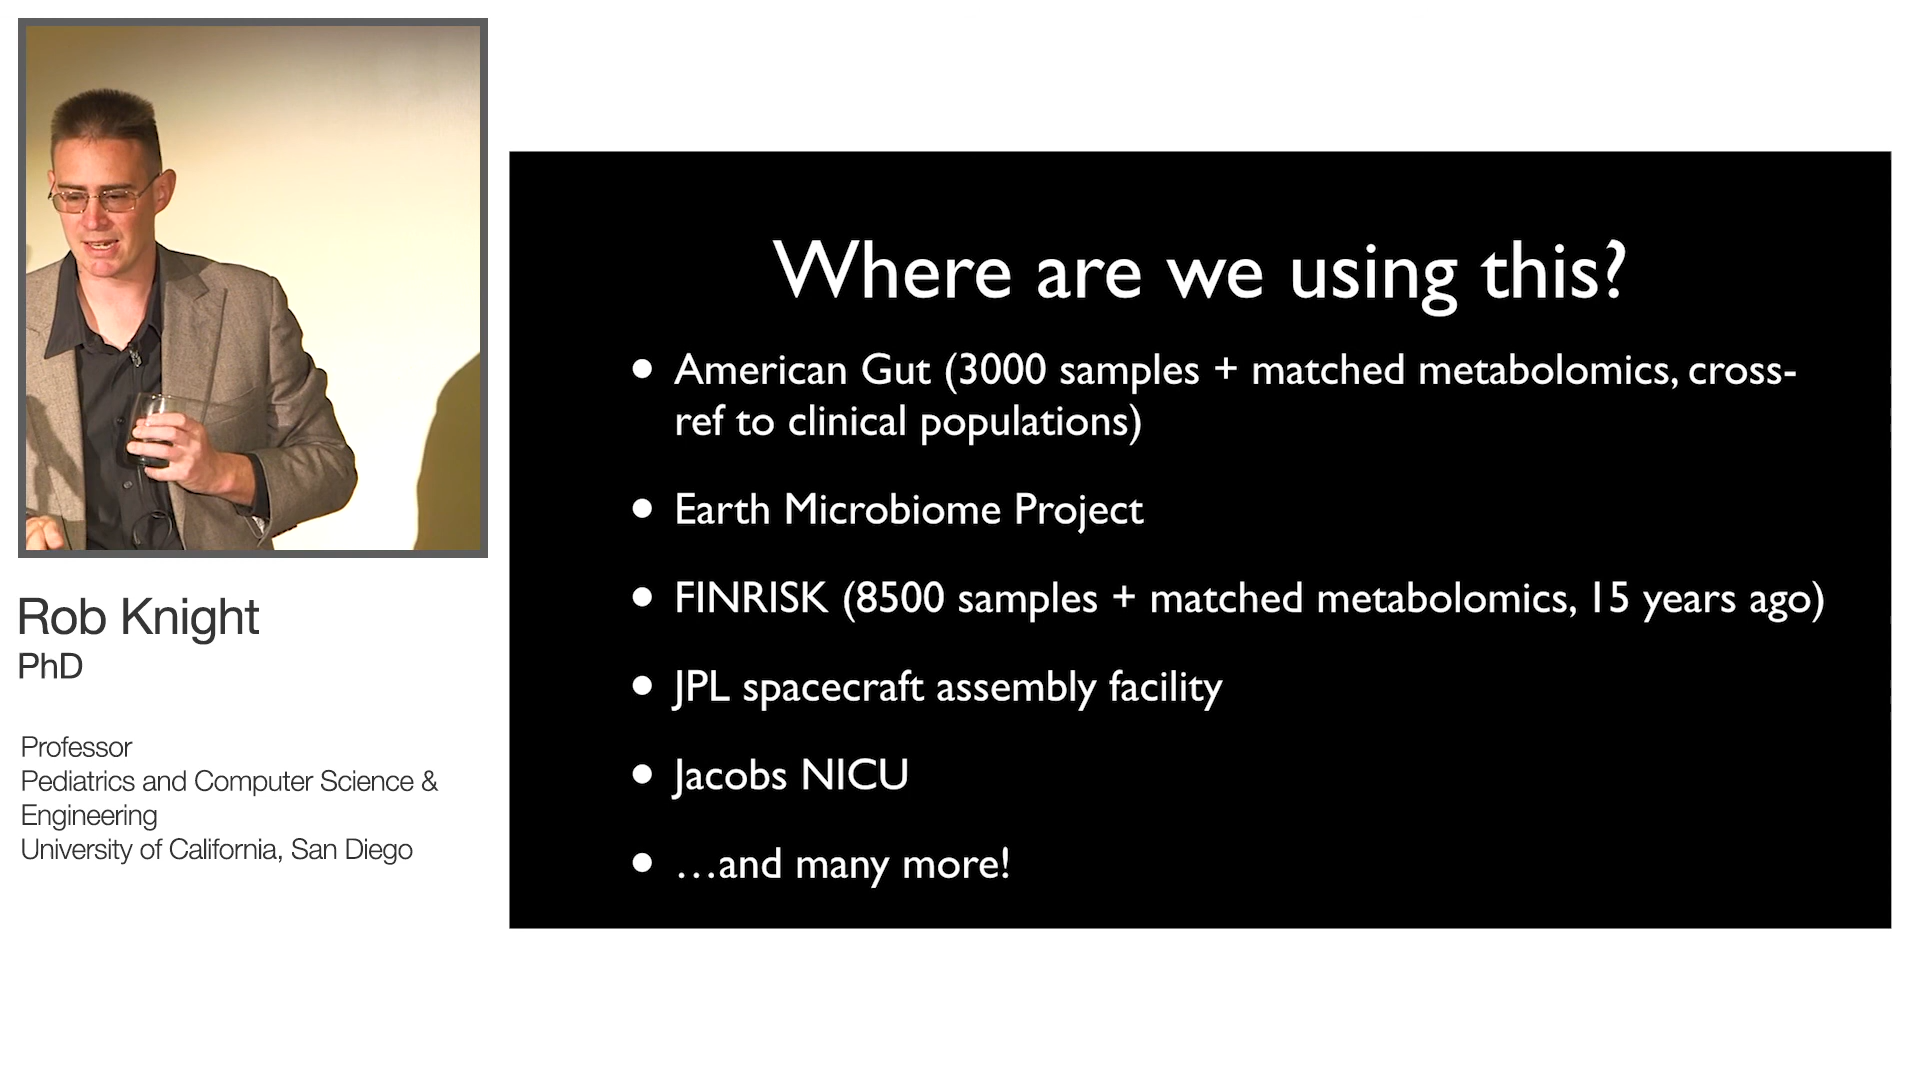 Rob Knight
PhD
Professor
Pediatrics and Computer Science &
Engineering
University of California, San Diego
Where are we using this?
• American Gut (3000 samples + matched metabolomics, cross-
ref to clinical populations)
• Earth Microbiome Project
• FINRISK (8500 samples + matched metabolomics, 15 years ago)
• JPL spacecraft assembly facility
• Jacobs NICU
• …and many more!